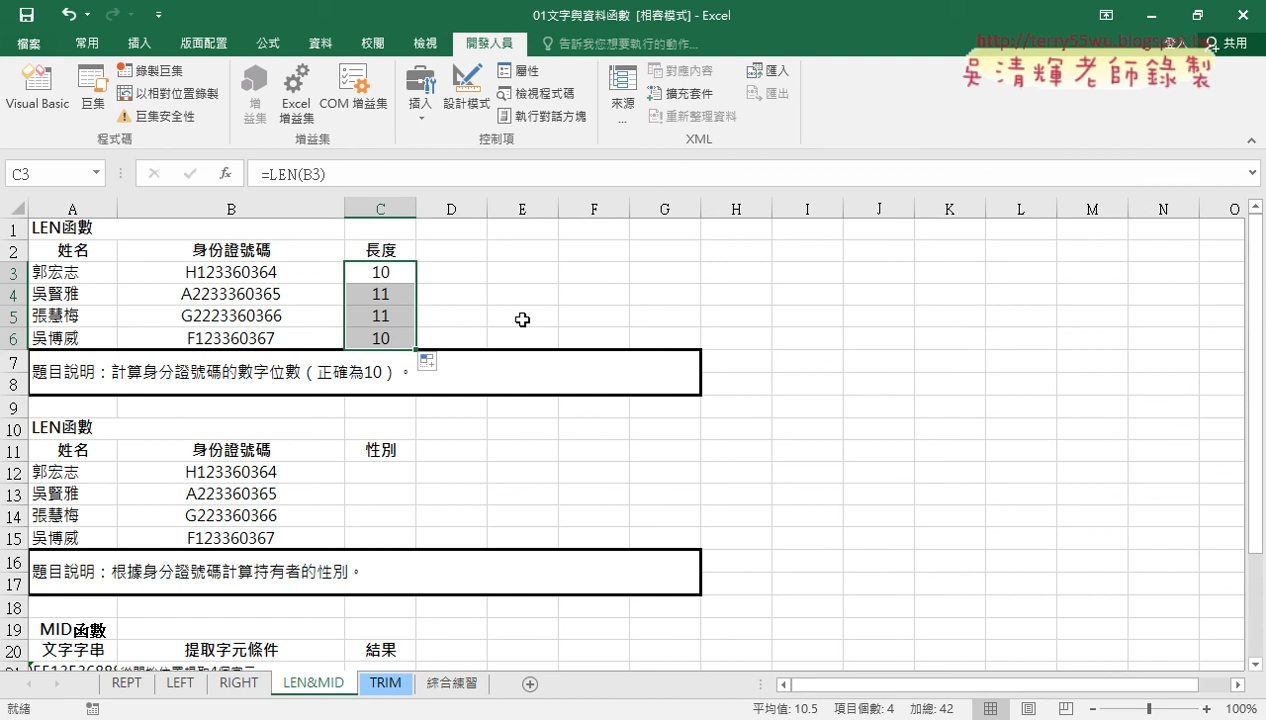 01文字與資料函數 [相容模式] - Excel
檔案 常用 插入 版面配置 公式 資料 校閱 檢視 開發人員 告訴我您想要執行的動作... 登入 共用
http://terry55wu.blogspot.tw
吳清輝老師錄製
Visual Basic 巨集 錄製巨集 以相對位置錄製 巨集安全性
增益集 Excel 增益集 COM 增益集
插入 設計模式 屬性 檢視程式碼 執行對話方塊
來源... 對應內容 擴充套件 重新整理資料 匯入 匯出
程式碼 增益集 控制項 XML
C3 fx =LEN(B3)
A B C D E F G H I J K L M N O
1 LEN函數
2 姓名 身份證號碼 長度
3 郭宏志 H123360364 10
4 吳賢雅 A2233360365 11
5 張慧梅 G2223360366 11
6 吳博威 F123360367 10
7 題目說明：計算身分證號碼的數字位數（正確為10）。
8
9
10 LEN函數
11 姓名 身份證號碼 性別
12 郭宏志 H123360364
13 吳賢雅 A223360365
14 張慧梅 G223360366
15 吳博威 F123360367
16 題目說明：根據身分證號碼計算持有者的性別。
17
18
19 MID函數
20 文字字串 提取字元條件 結果
REPT LEFT RIGHT LEN&MID TRIM 綜合練習
就緒 平均值: 10.5 項目個數: 4 加總: 42 100%